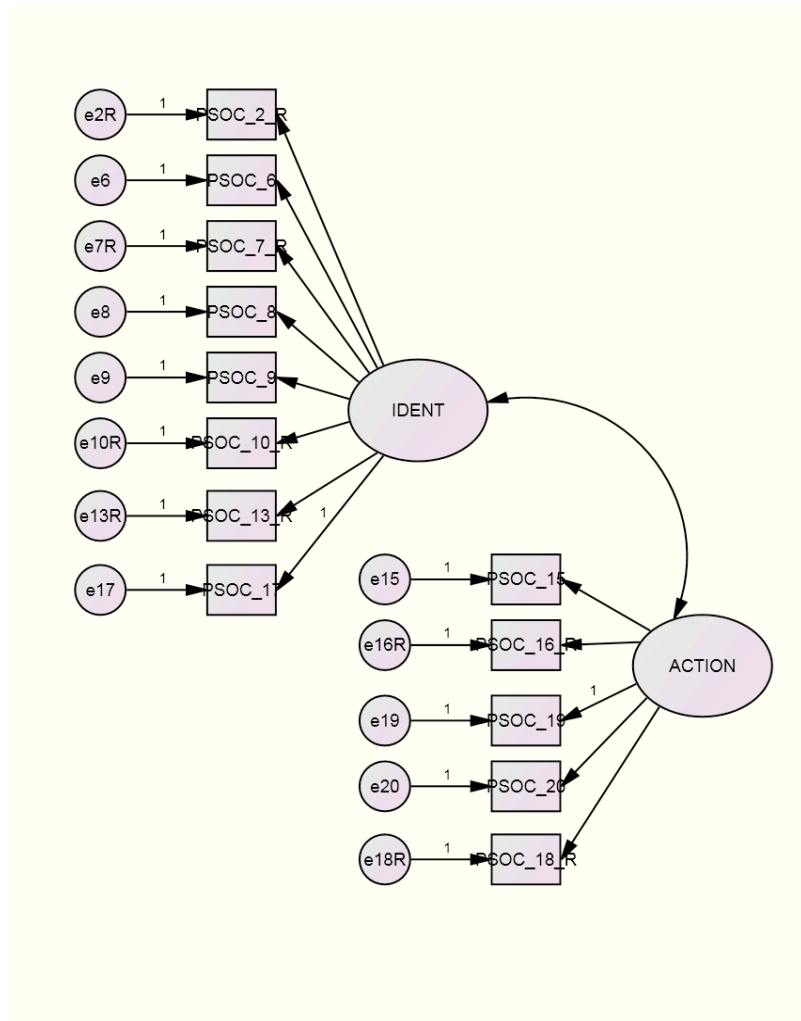 e2R 1 PSOC_2_R
e6 1 PSOC_6
e7R 1 PSOC_7_R
e8 1 PSOC_8
e9 1 PSOC_9
IDENT
e10R 1 PSOC_10_R
e13R 1 PSOC_13_R
1
e17 1 PSOC_17
e15 1 PSOC_15
e16R 1 PSOC_16_R
ACTION
1
e19 1 PSOC_19
e20 1 PSOC_20
e18R 1 PSOC_18_R